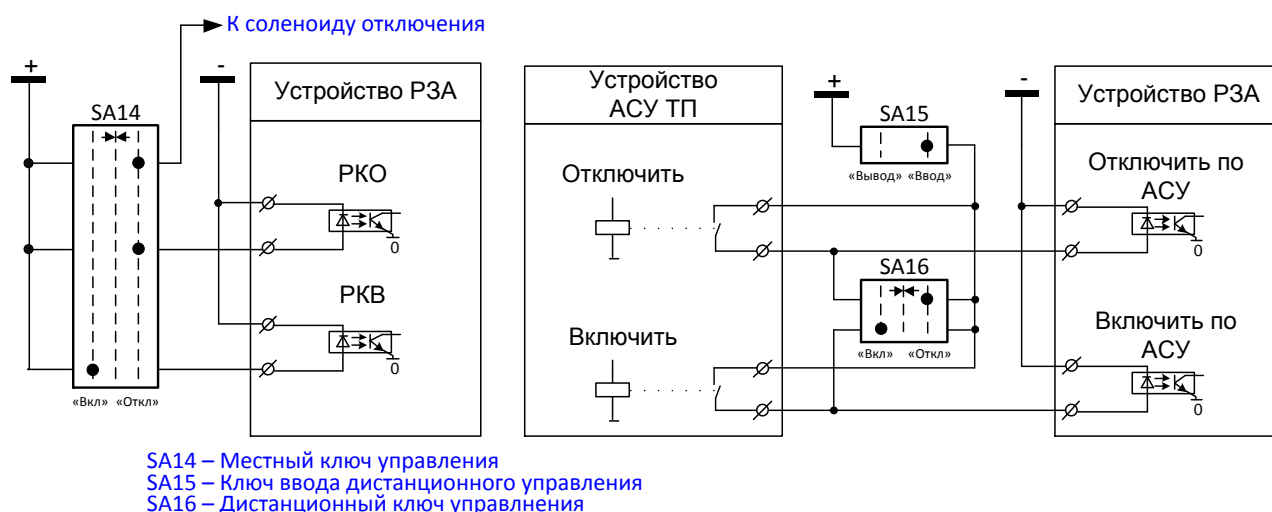 К соленоиду отключения
+
-
Устройство РЗА
SA14
РКО
0
РКВ
0
«Вкл» «Откл»
Устройство
АСУ ТП
Отключить
Включить
+
SA15
«Вывод» «Ввод»
SA16
«Вкл» «Откл»
-
Устройство РЗА
Отключить по
АСУ
0
Включить по
АСУ
0
SA14 – Местный ключ управления
SA15 – Ключ ввода дистанционного управления
SA16 – Дистанционный ключ управлнения